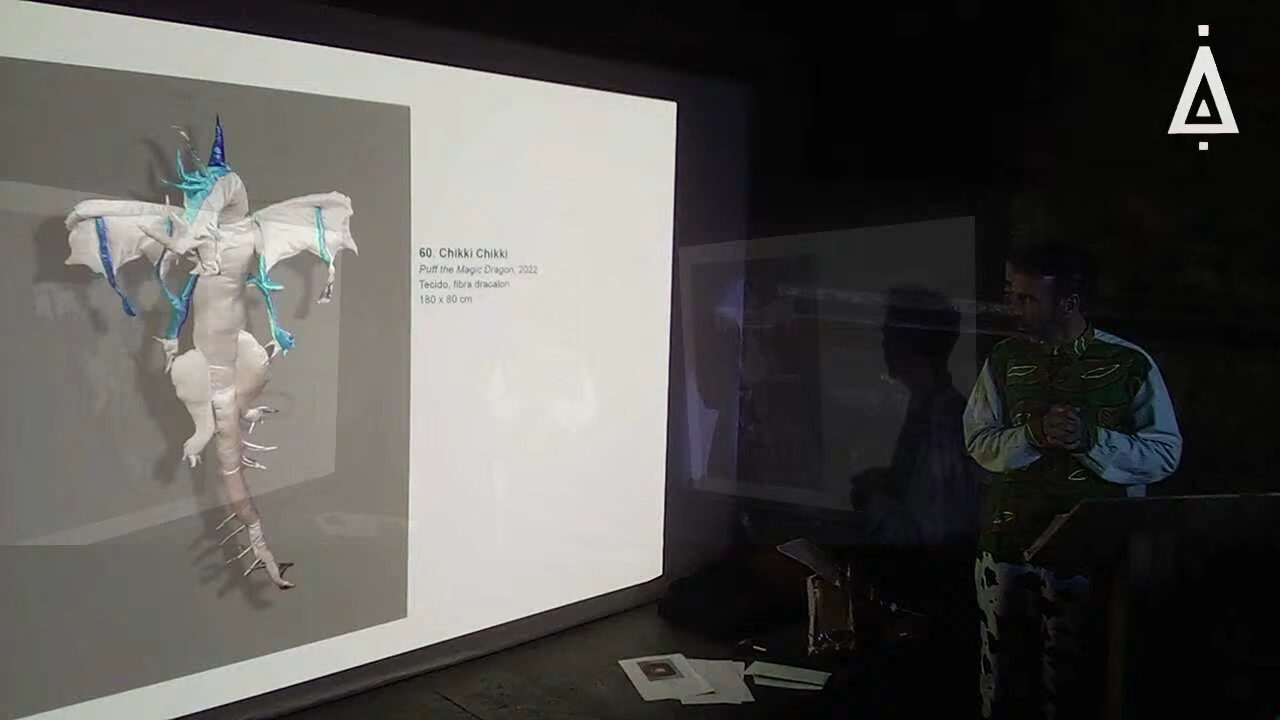 60. Chikki Chikki
Puff the Magic Dragon, 2022
Tecido, fibra dracalon
180 x 80 cm